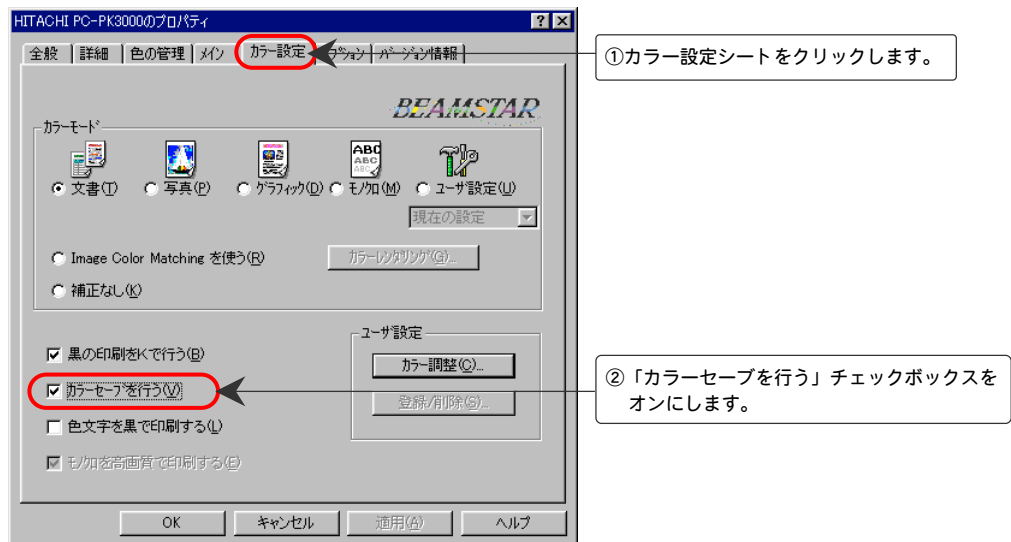 HITACHI PC-PK3000のプロパティ
全般 詳細 色の管理 メイン カラー設定 オプション バージョン情報
①カラー設定シートをクリックします。
BEAMSTAR
カラーモード
ABC
ABC
ABC
文書(T) 写真(P) グラフィック(D) モノクロ(M) ユーザ設定(U)
現在の設定
Image Color Matching を使う(R) カラーレンダリング(G)...
補正なし(K)
ユーザ設定
黒の印刷をKで行う(B)
カラー調整(C)...
カラーセーブを行う(V)
②「カラーセーブを行う」チェックボックスを
オンにします。
登録/削除(S)...
色文字を黒で印刷する(L)
モノクロを高画質で印刷する(E)
OK キャンセル 適用(A) ヘルプ